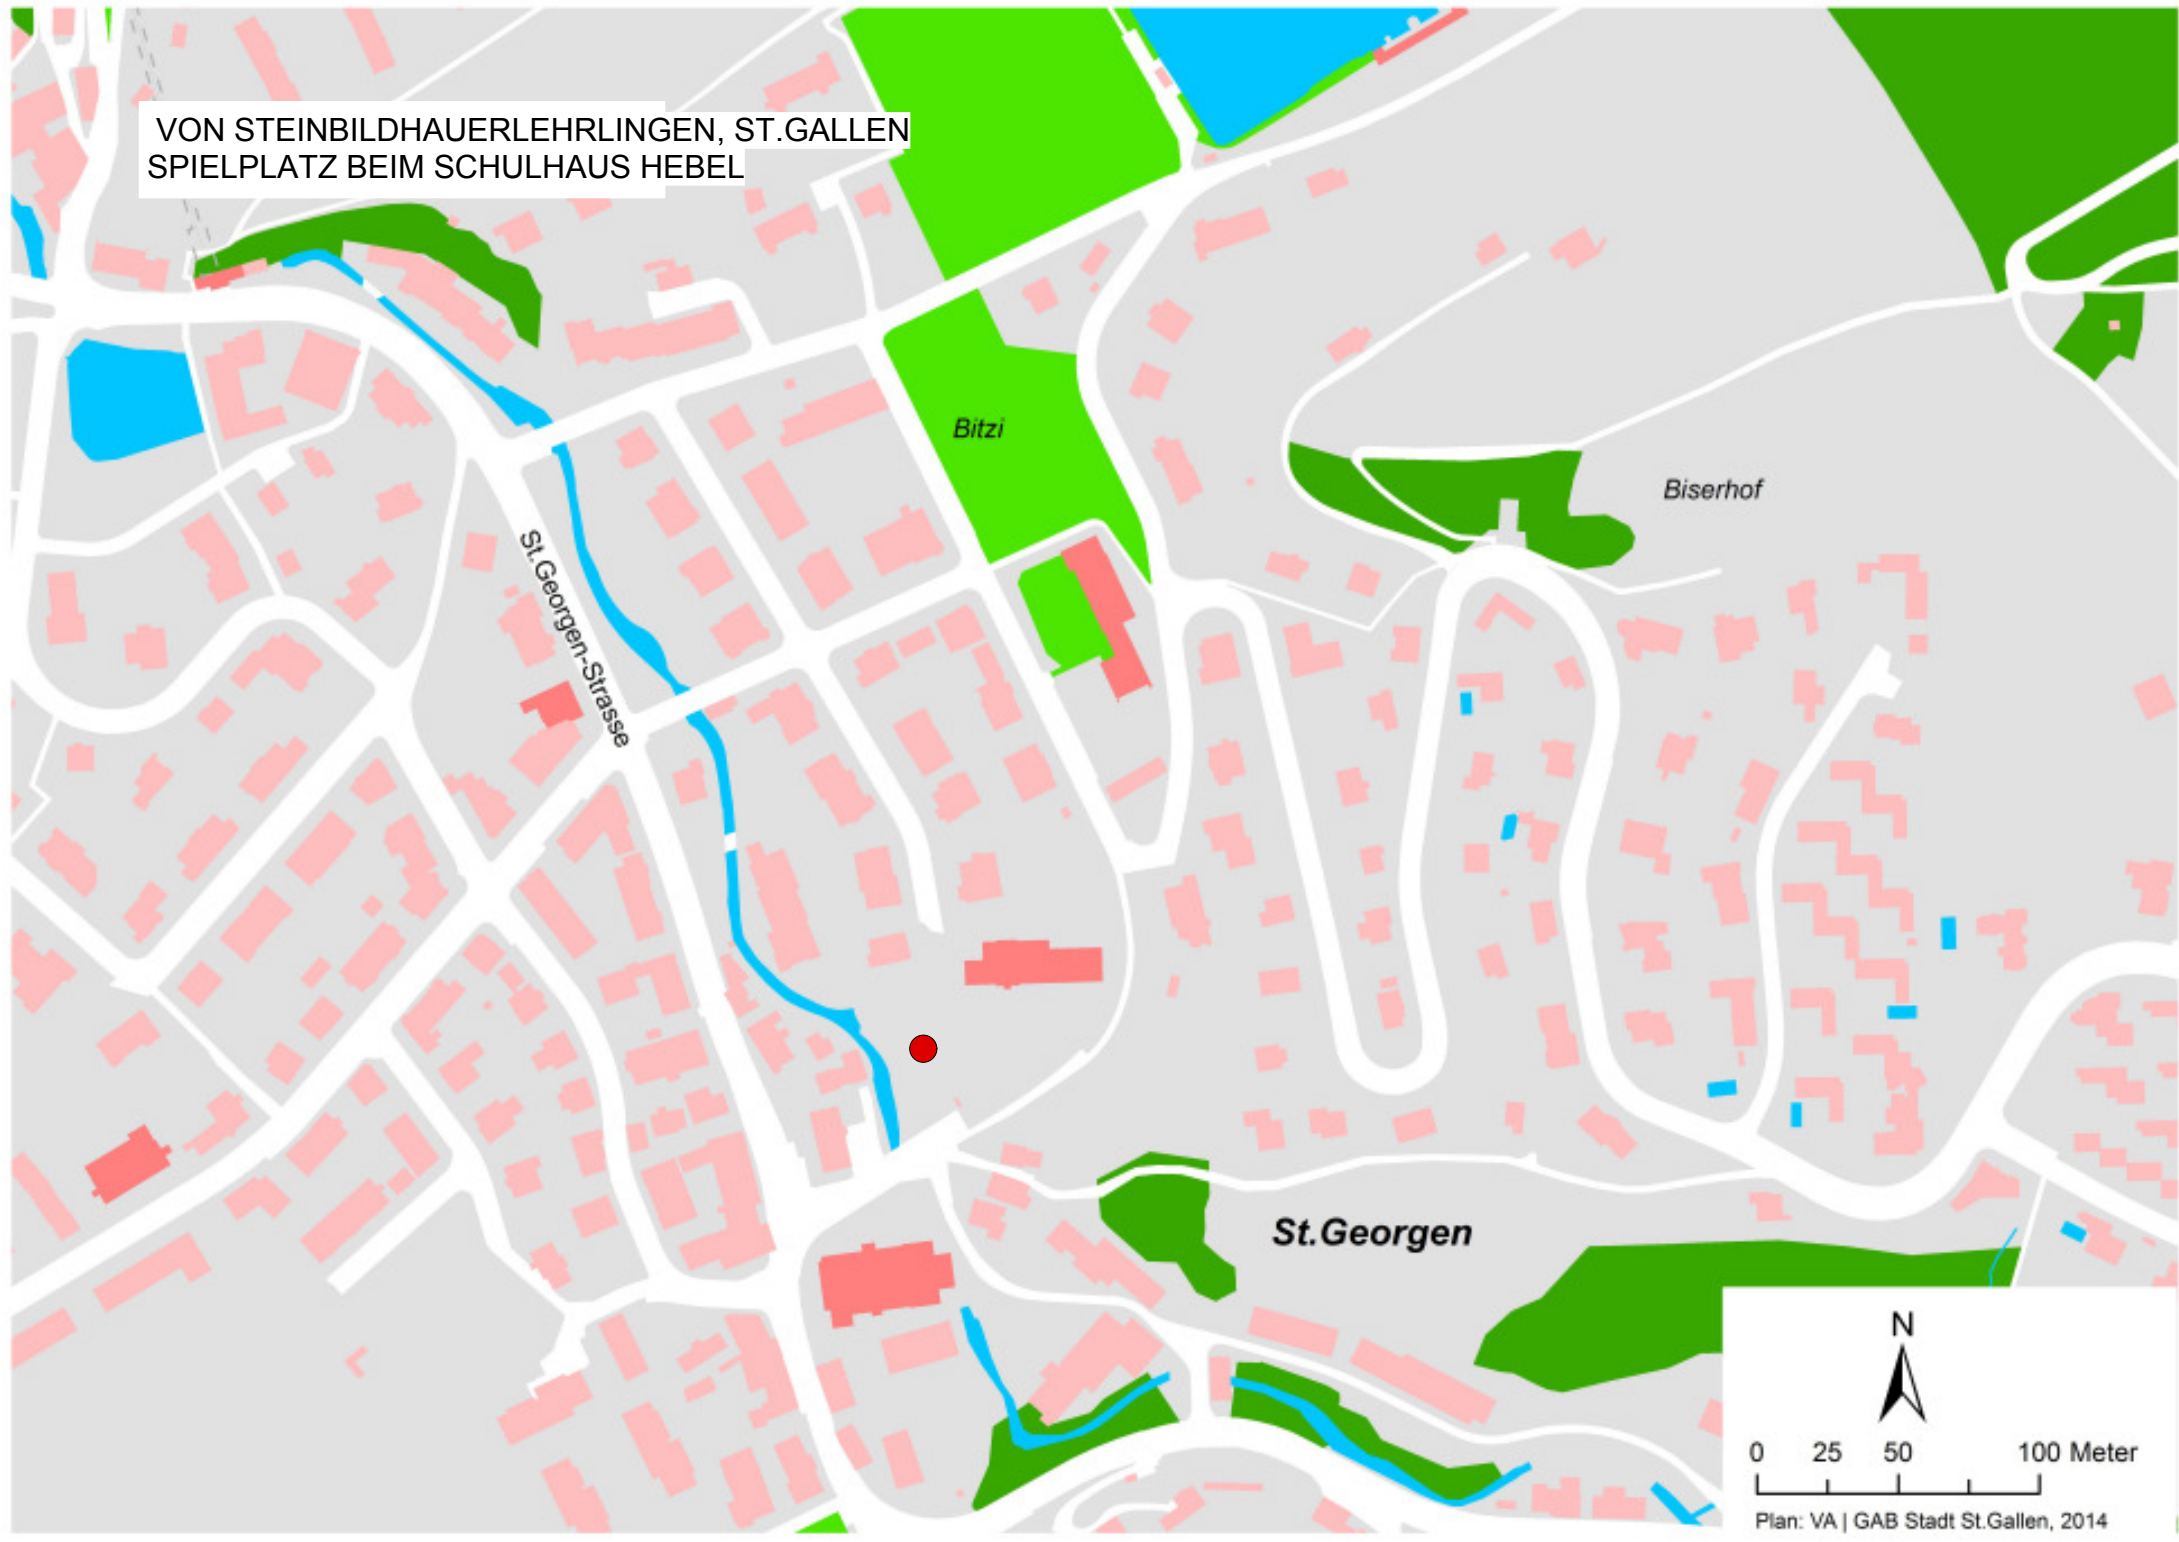 VON STEINBILDHAUERLEHRLINGEN, ST.GALLEN
SPIELPLATZ BEIM SCHULHAUS HEBEL
Bitzi
Biserhof
St.Georgen-Strasse
St.Georgen
N
0 25 50 100 Meter
Plan: VA | GAB Stadt St.Gallen, 2014